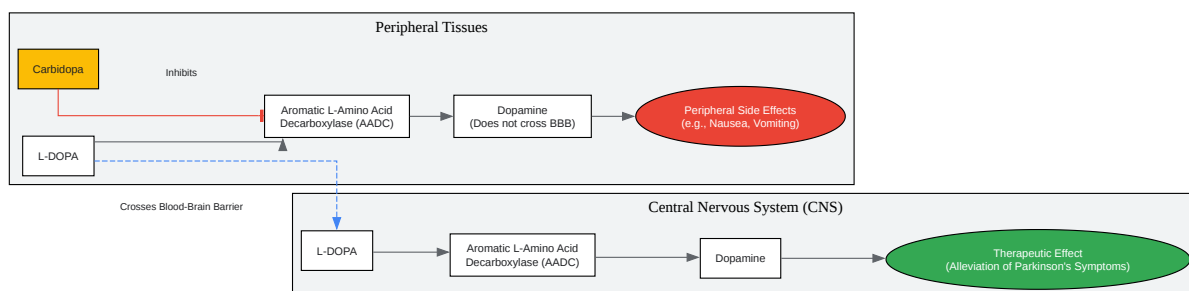 Peripheral Tissues
Carbidopa
Inhibits
Aromatic L-Amino Acid
Decarboxylase (AADC)
Dopamine
(Does not cross BBB)
Peripheral Side Effects
(e.g., Nausea, Vomiting)
L-DOPA
Crosses Blood-Brain Barrier
Central Nervous System (CNS)
L-DOPA
Aromatic L-Amino Acid
Decarboxylase (AADC)
Dopamine
Therapeutic Effect
(Alleviation of Parkinson's Symptoms)